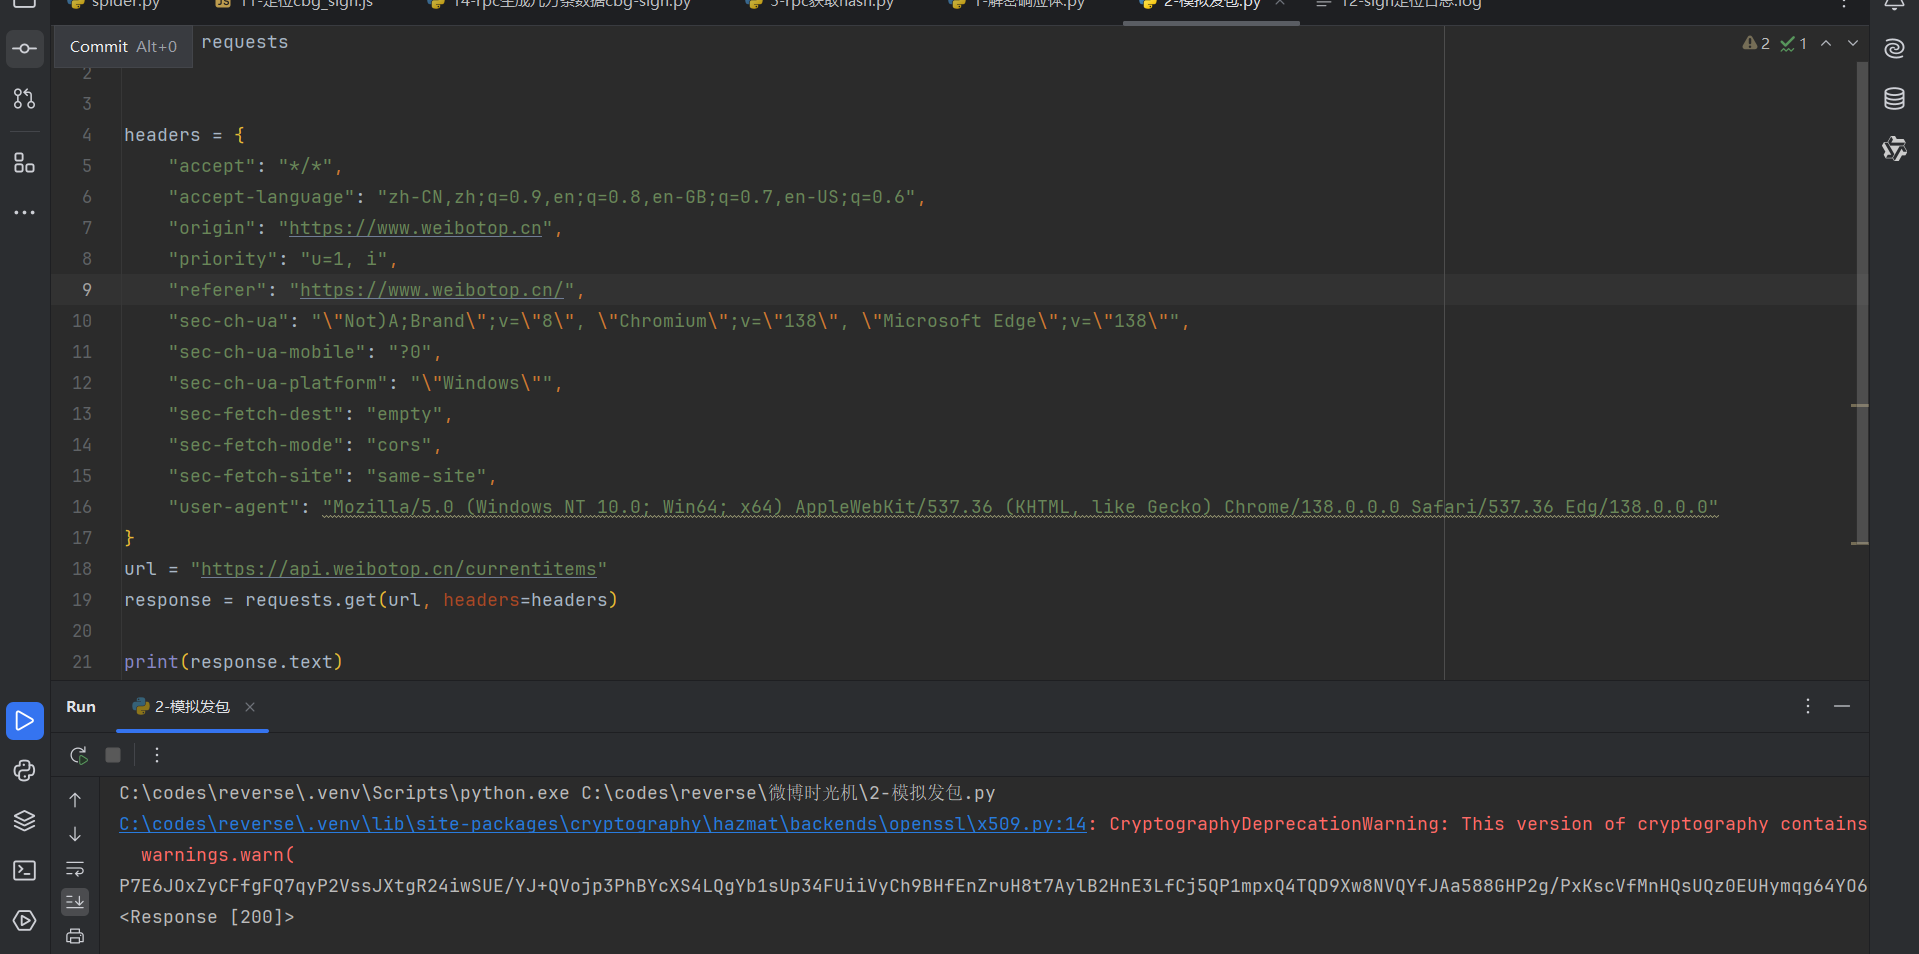 spider.py 11-定位cbg_sign.js 14-rpc生成几万条数据cbg-sign.py 3-rpc获取hash.py 1-解密响应体.py 2-模拟发包.py 12-sign定位日志.log
Commit Alt+0 requests 2 1
2
3
4 headers = {
5 "accept": "*/*",
6 "accept-language": "zh-CN,zh;q=0.9,en;q=0.8,en-GB;q=0.7,en-US;q=0.6",
7 "origin": "https://www.weibotop.cn",
8 "priority": "u=1, i",
9 "referer": "https://www.weibotop.cn/",
10 "sec-ch-ua": "\"Not)A;Brand\";v=\"8\", \"Chromium\";v=\"138\", \"Microsoft Edge\";v=\"138\"",
11 "sec-ch-ua-mobile": "?0",
12 "sec-ch-ua-platform": "\"Windows\"",
13 "sec-fetch-dest": "empty",
14 "sec-fetch-mode": "cors",
15 "sec-fetch-site": "same-site",
16 "user-agent": "Mozilla/5.0 (Windows NT 10.0; Win64; x64) AppleWebKit/537.36 (KHTML, like Gecko) Chrome/138.0.0.0 Safari/537.36 Edg/138.0.0.0"
17 }
18 url = "https://api.weibotop.cn/currentitems"
19 response = requests.get(url, headers=headers)
20
21 print(response.text)
Run 2-模拟发包
C:\codes\reverse\.venv\Scripts\python.exe C:\codes\reverse\微博时光机\2-模拟发包.py
C:\codes\reverse\.venv\lib\site-packages\cryptography\hazmat\backends\openssl\x509.py:14: CryptographyDeprecationWarning: This version of cryptography contains
warnings.warn(
P7E6JOxZyCFfgFQ7qyP2VssJXtgR24iwSUE/YJ+QVojp3PhBYcXS4LQgYb1sUp34FUiiVyCh9BHfEnZruH8t7AylB2HnE3LfCj5QP1mpxQ4TQD9Xw8NVQYfJAa588GHP2g/PxKscVfMnHQsUQz0EUHymqg64YO6
<Response [200]>